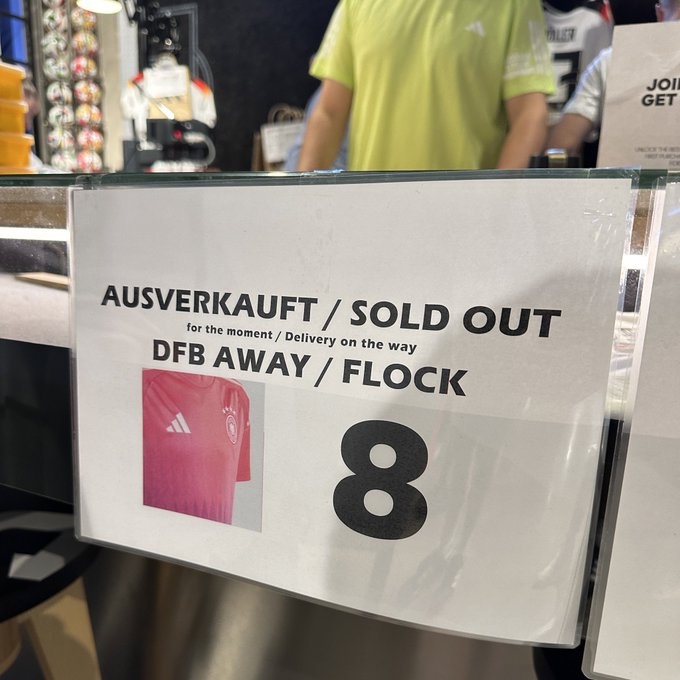 AUSVERKAUFT / SOLD OUT
for the moment / Delivery on the way
DFB AWAY / FLOCK
8
JOI
GET